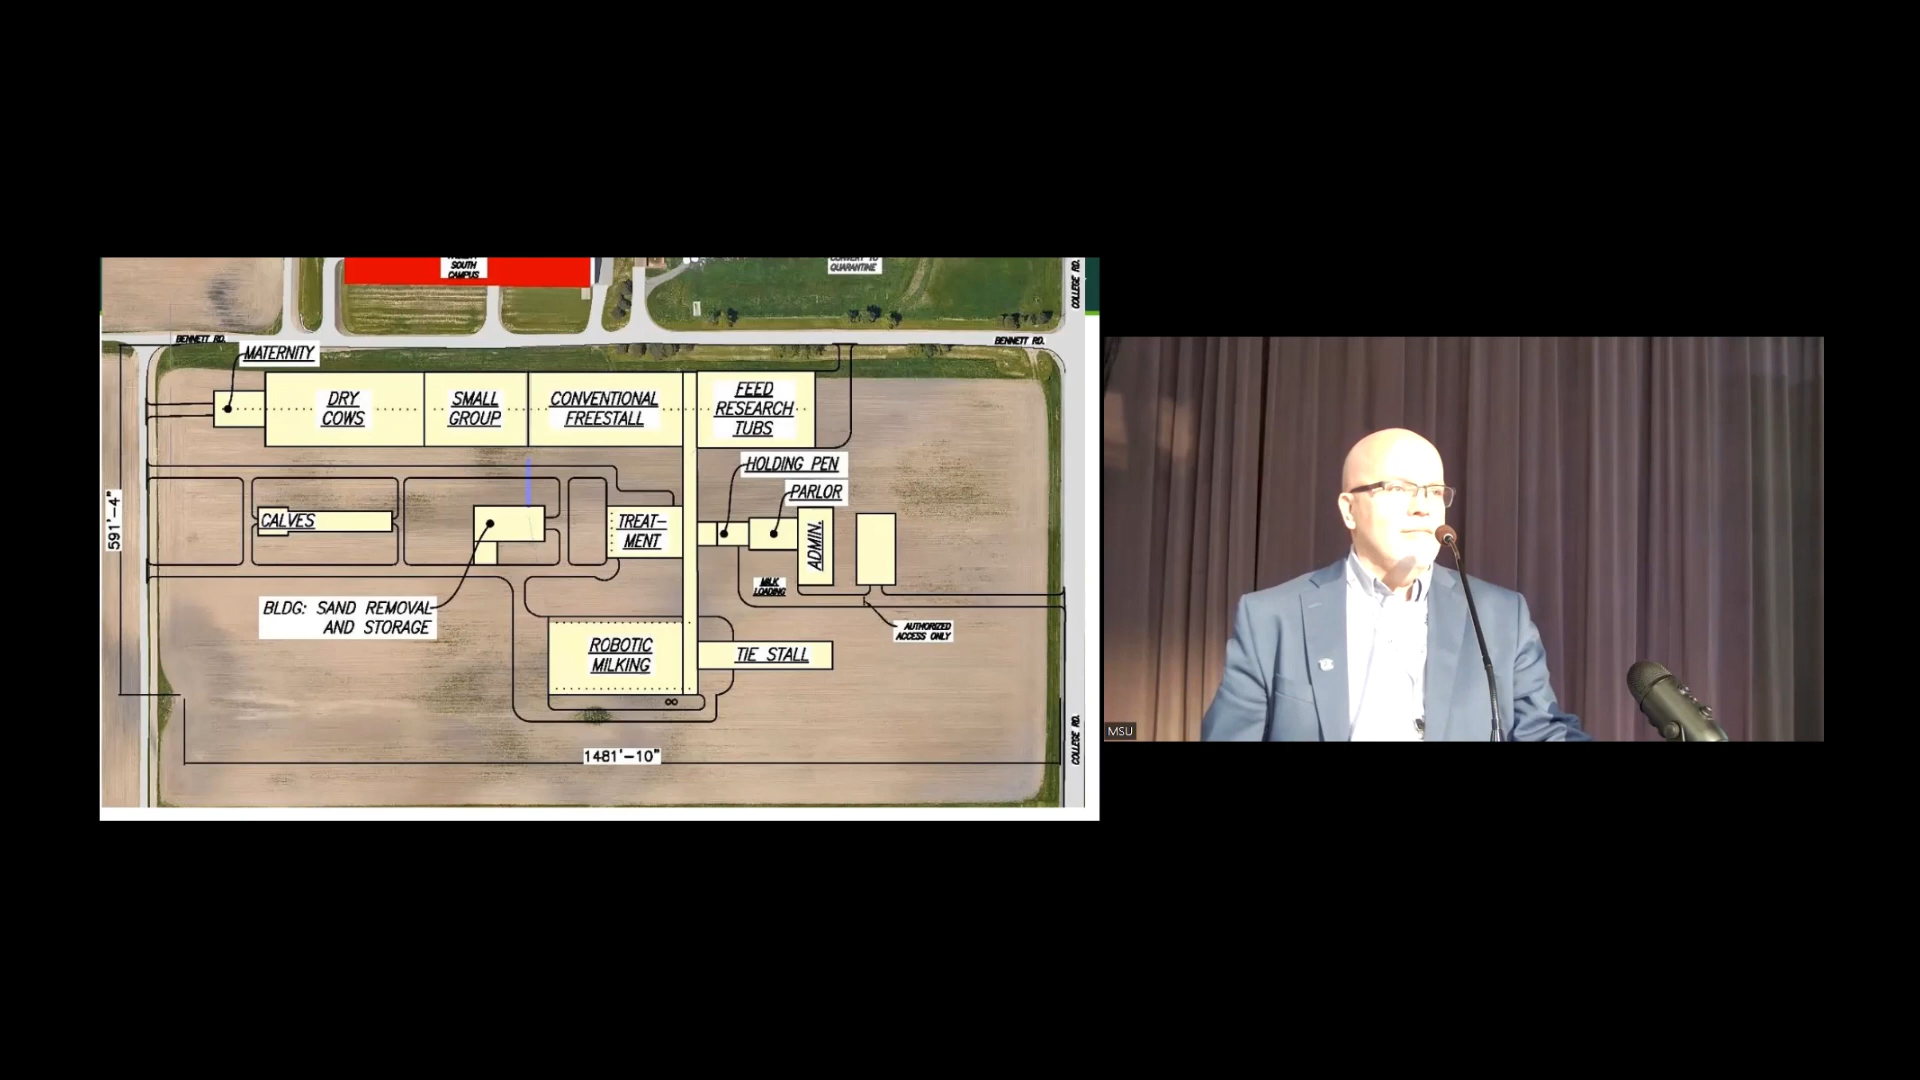 SOUTH
CAMPUS
CONVERT TO
QUARANTINE
COLLEGE RD.
BENNETT RD.
BENNETT RD.
MATERNITY
DRY
COWS
SMALL
GROUP
CONVENTIONAL
FREESTALL
FEED
RESEARCH
TUBS
HOLDING PEN
PARLOR
591'-4"
CALVES
TREAT-
MENT
ADMIN.
MILK
LOADING
BLDG: SAND REMOVAL
AND STORAGE
AUTHORIZED
ACCESS ONLY
ROBOTIC
MILKING
TIE STALL
COLLEGE RD.
1481'-10"
MSU